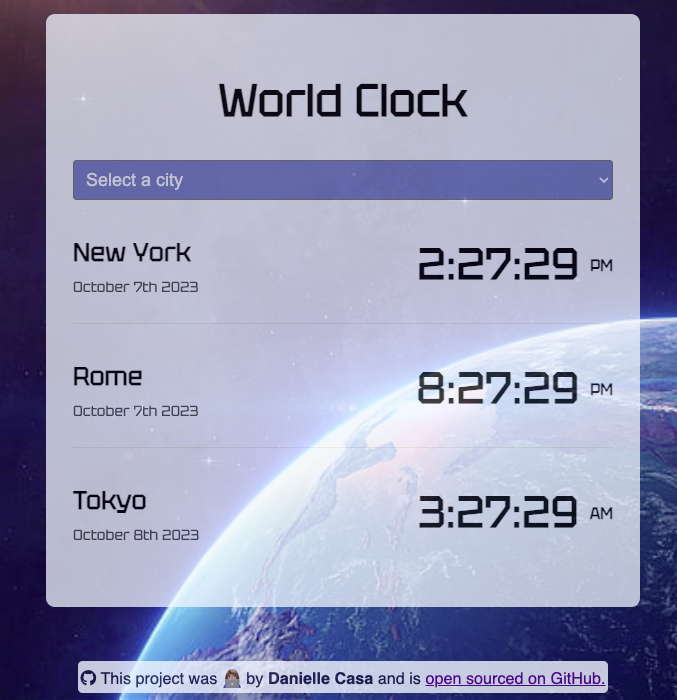 World Clock
Select a city
New York
2:27:29 PM
October 7th 2023
Rome
8:27:29 PM
October 7th 2023
Tokyo
3:27:29 AM
October 8th 2023
This project was 👩🏽‍💻 by Danielle Casa and is open sourced on GitHub.